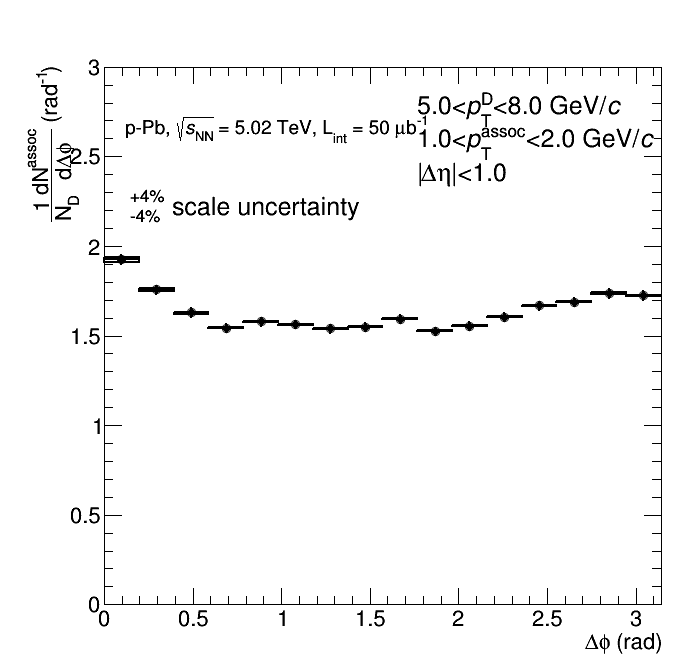 3
2.5
2
1.5
1
0.5
0
0 0.5 1 1.5 2 2.5 3
Δϕ (rad)
1 dN^assoc
N_D dΔϕ (rad^-1)
p-Pb, √s_NN = 5.02 TeV, L_int = 50 μb^-1
5.0<p_T^D<8.0 GeV/c
1.0<p_T^assoc<2.0 GeV/c
|Δη|<1.0
+4%
-4% scale uncertainty